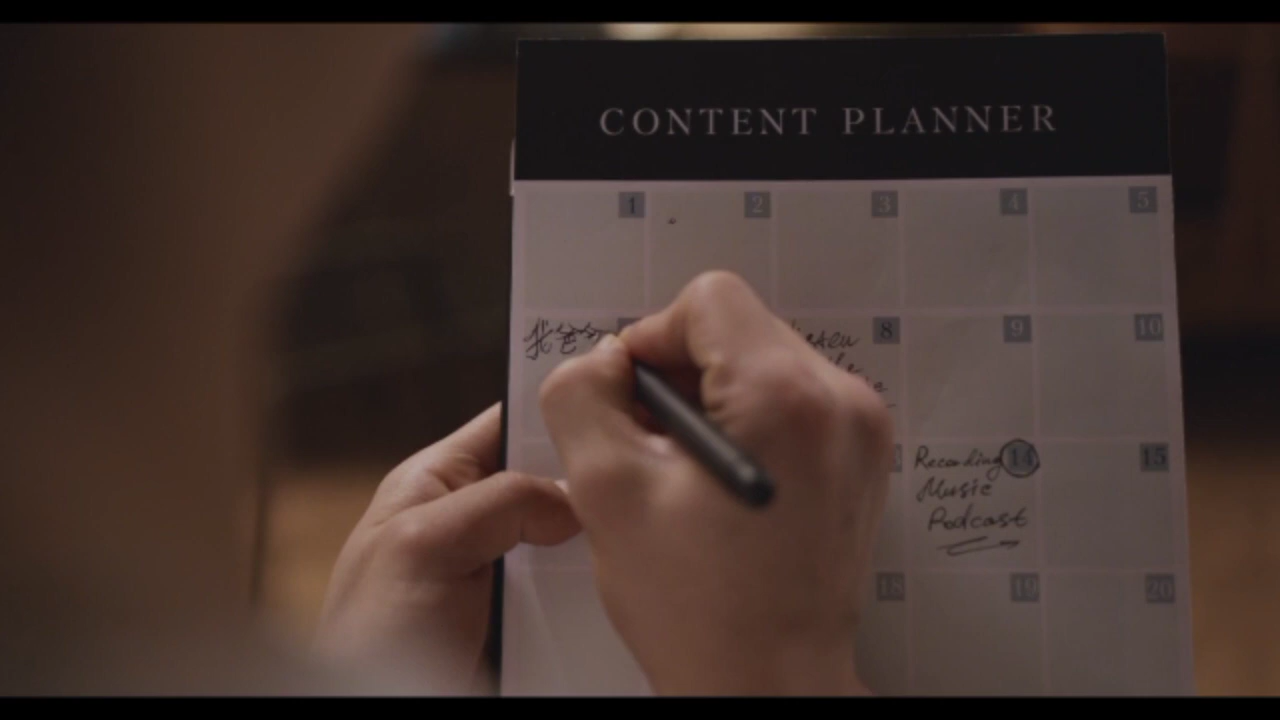 CONTENT PLANNER
1 2 3 4 5
8 9 10
Recording 14 15
Music
Podcast
18 19 20